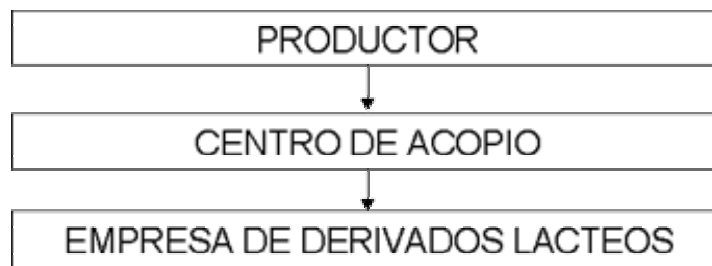 PRODUCTOR
CENTRO DE ACOPIO
EMPRESA DE DERIVADOS LACTEOS